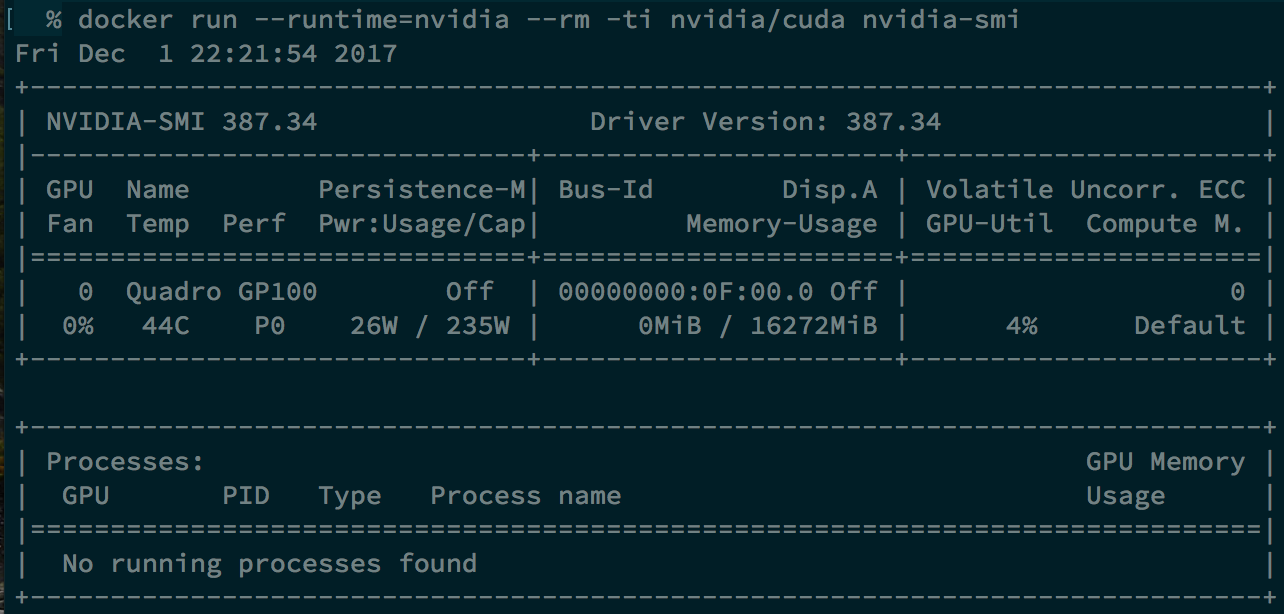 [  % docker run --runtime=nvidia --rm -ti nvidia/cuda nvidia-smi
Fri Dec  1 22:21:54 2017
+-----------------------------------------------------------------------------+
| NVIDIA-SMI 387.34                 Driver Version: 387.34                    |
|-------------------------------+----------------------+----------------------+
| GPU  Name        Persistence-M| Bus-Id        Disp.A | Volatile Uncorr. ECC |
| Fan  Temp  Perf  Pwr:Usage/Cap|         Memory-Usage | GPU-Util  Compute M. |
|===============================+======================+======================|
|   0  Quadro GP100        Off  | 00000000:0F:00.0 Off |                    0 |
|  0%   44C    P0    26W / 235W |      0MiB / 16272MiB |      4%      Default |
+-------------------------------+----------------------+----------------------+

+-----------------------------------------------------------------------------+
| Processes:                                                       GPU Memory |
|  GPU       PID   Type   Process name                             Usage      |
|=============================================================================|
|  No running processes found                                                 |
+-----------------------------------------------------------------------------+